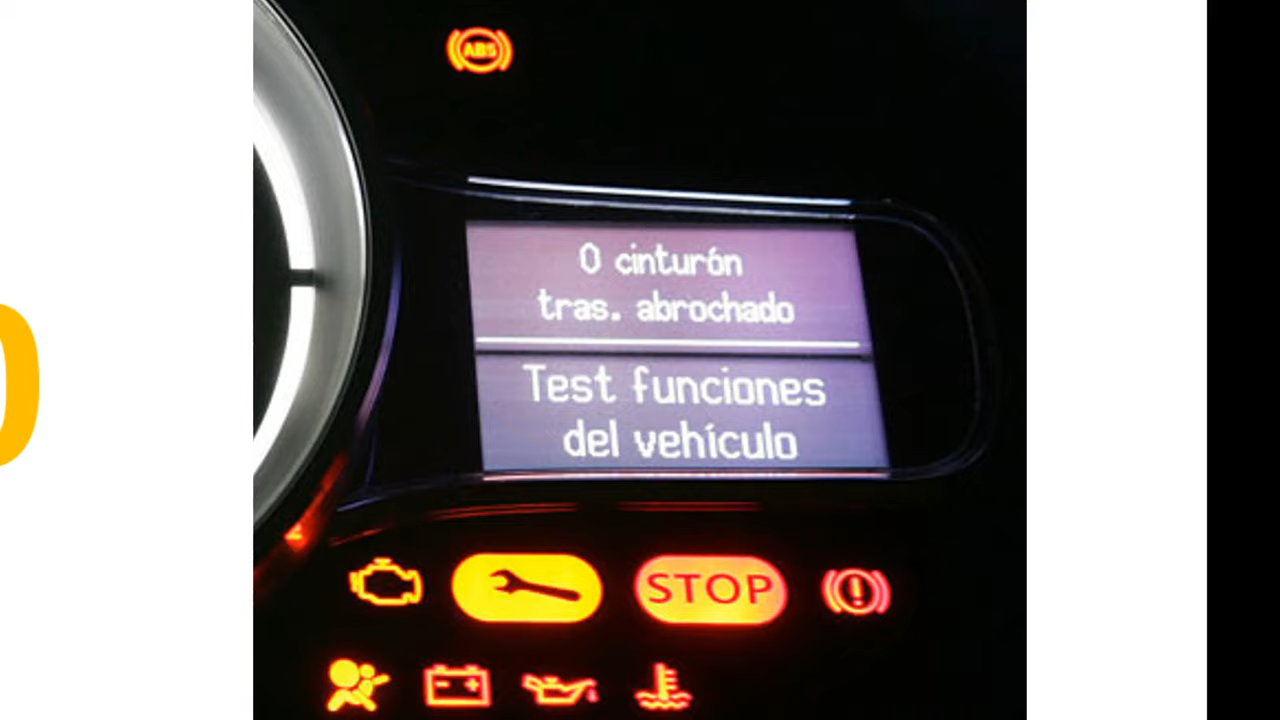 ABS
0 cinturón
tras. abrochado
Test funciones
del vehículo
STOP